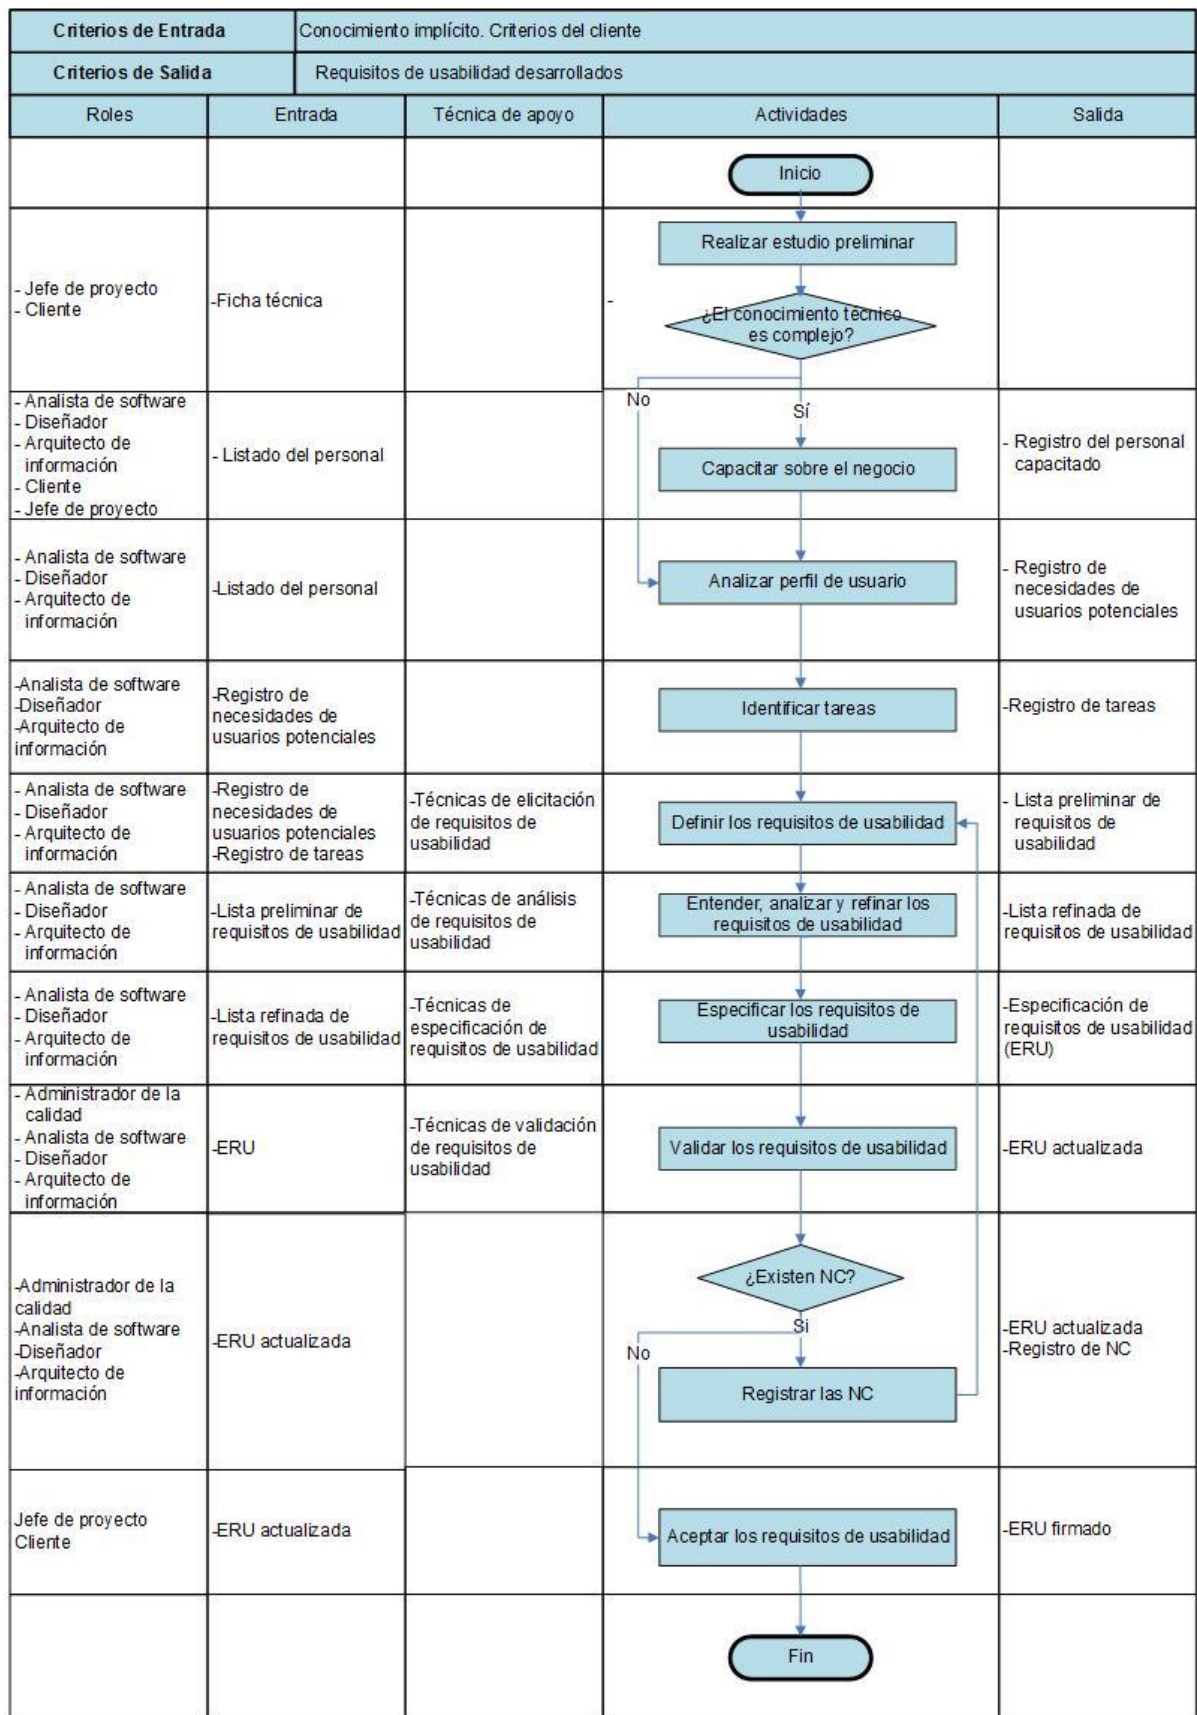 Criterios de Entrada
Conocimiento implícito. Criterios del cliente
Criterios de Salida
Requisitos de usabilidad desarrollados
Roles
Entrada
Técnica de apoyo
Actividades
Salida
Inicio
- Jefe de proyecto
- Cliente
-Ficha técnica
-
Realizar estudio preliminar
¿El conocimiento técnico
es complejo?
- Analista de software
- Diseñador
- Arquitecto de
información
- Cliente
- Jefe de proyecto
- Listado del personal
No
Sí
Capacitar sobre el negocio
- Registro del personal
capacitado
- Analista de software
- Diseñador
- Arquitecto de
información
-Listado del personal
Analizar perfil de usuario
- Registro de
necesidades de
usuarios potenciales
-Analista de software
-Diseñador
-Arquitecto de
información
-Registro de
necesidades de
usuarios potenciales
Identificar tareas
-Registro de tareas
- Analista de software
- Diseñador
- Arquitecto de
información
-Registro de
necesidades de
usuarios potenciales
-Registro de tareas
-Técnicas de elicitación
de requisitos de
usabilidad
Definir los requisitos de usabilidad
- Lista preliminar de
requisitos de
usabilidad
- Analista de software
- Diseñador
- Arquitecto de
información
-Lista preliminar de
requisitos de usabilidad
-Técnicas de análisis
de requisitos de
usabilidad
Entender, analizar y refinar los
requisitos de usabilidad
-Lista refinada de
requisitos de usabilidad
- Analista de software
- Diseñador
- Arquitecto de
información
-Lista refinada de
requisitos de usabilidad
-Técnicas de
especificación de
requisitos de usabilidad
Especificar los requisitos de
usabilidad
-Especificación de
requisitos de usabilidad
(ERU)
- Administrador de la
calidad
- Analista de software
- Diseñador
- Arquitecto de
información
-ERU
-Técnicas de validación
de requisitos de
usabilidad
Validar los requisitos de usabilidad
-ERU actualizada
-Administrador de la
calidad
-Analista de software
-Diseñador
-Arquitecto de
información
-ERU actualizada
¿Existen NC?
Si
No
Registrar las NC
-ERU actualizada
-Registro de NC
Jefe de proyecto
Cliente
-ERU actualizada
Aceptar los requisitos de usabilidad
-ERU firmado
Fin